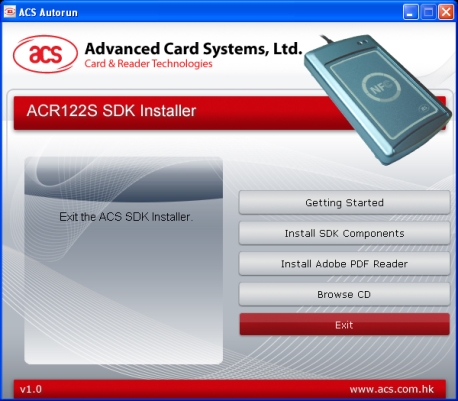 ACS Autorun
acs
Advanced Card Systems, Ltd.
Card & Reader Technologies
ACR122S SDK Installer
NFC
Exit the ACS SDK Installer.
Getting Started
Install SDK Components
Install Adobe PDF Reader
Browse CD
Exit
v1.0
www.acs.com.hk